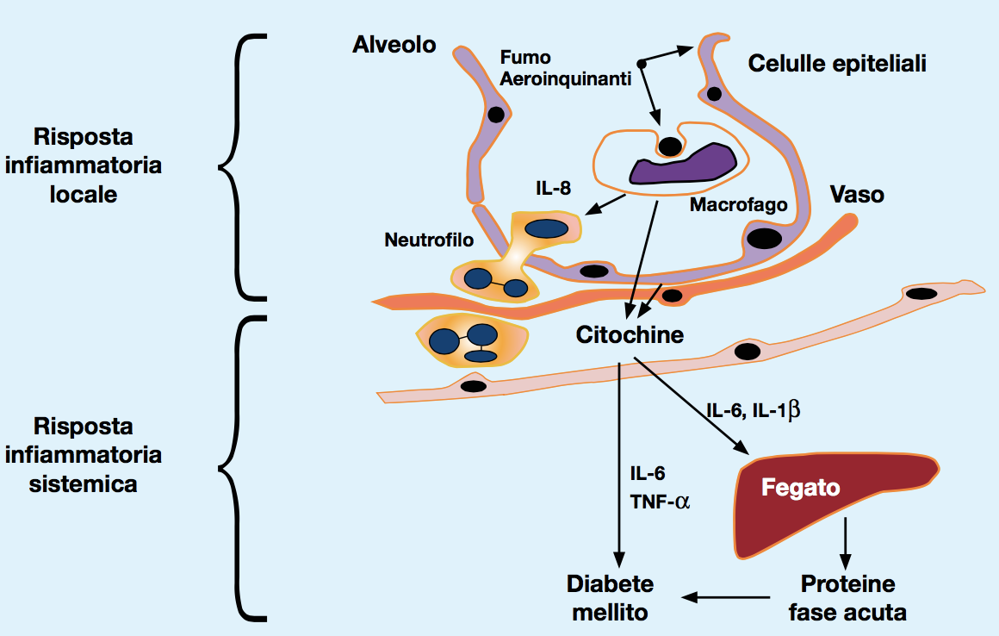 Alveolo
Fumo
Aeroinquinanti
Celulle epiteliali
Risposta
infiammatoria
locale
IL-8
Macrofago
Vaso
Neutrofilo
Citochine
Risposta
infiammatoria
sistemica
IL-6, IL-1β
IL-6
TNF-α
Fegato
Diabete
mellito
Proteine
fase acuta